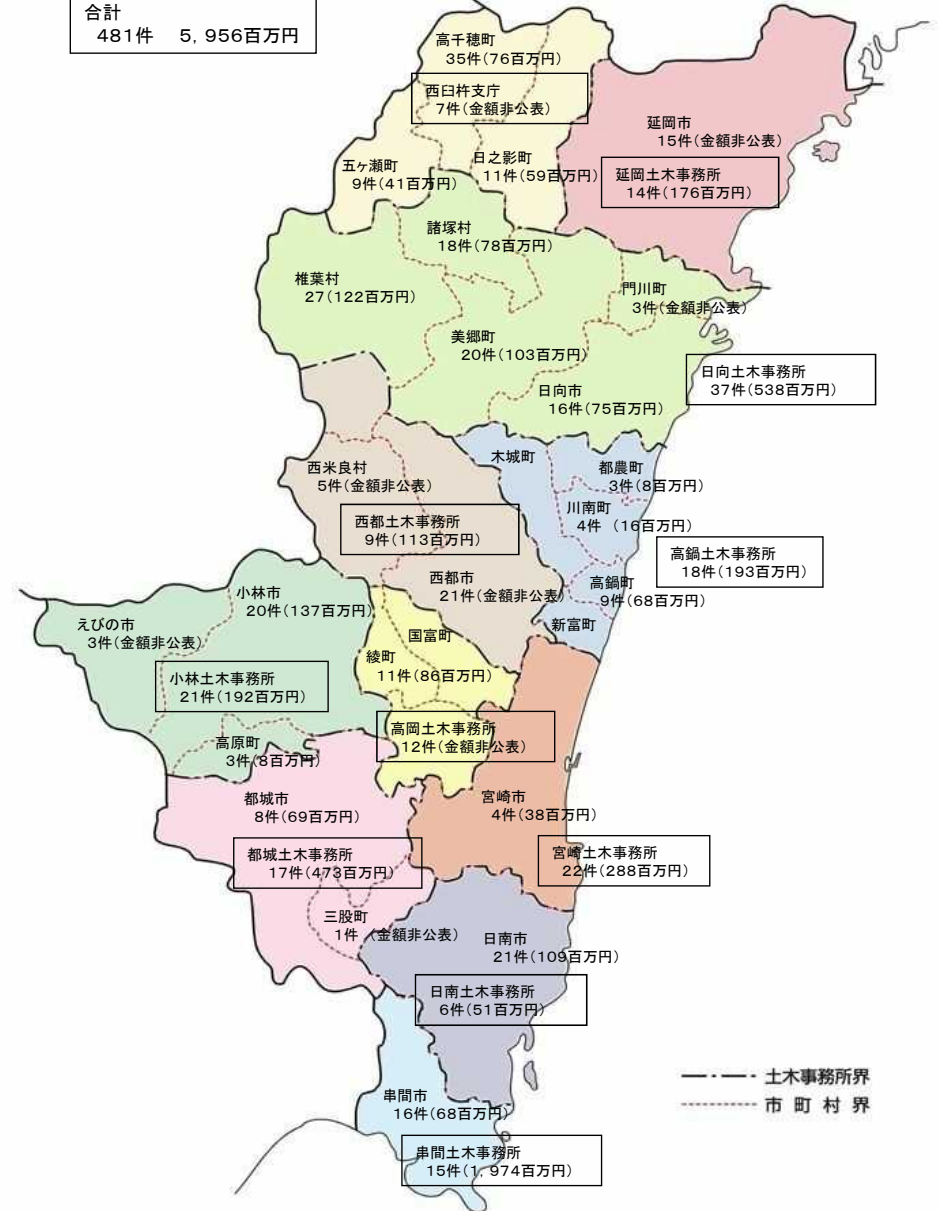 合計
481件 5,956百万円
高千穂町
35件(76百万円)
西臼杵支庁
7件(金額非公表)
延岡市
15件(金額非公表)
五ヶ瀬町
9件(41百万円)
日之影町
11件(59百万円)
延岡土木事務所
14件(176百万円)
諸塚村
18件(78百万円)
椎葉村
27(122百万円)
門川町
3件(金額非公表)
美郷町
20件(103百万円)
日向土木事務所
37件(538百万円)
日向市
16件(75百万円)
木城町
都農町
3件(8百万円)
西米良村
5件(金額非公表)
川南町
4件 (16百万円)
西都土木事務所
9件(113百万円)
高鍋土木事務所
18件(193百万円)
西都市
21件(金額非公表)
高鍋町
9件(68百万円)
小林市
20件(137百万円)
えびの市
3件(金額非公表)
新富町
国富町
綾町
11件(86百万円)
小林土木事務所
21件(192百万円)
高岡土木事務所
12件(金額非公表)
高原町
3件(8百万円)
都城市
8件(69百万円)
宮崎市
4件(38百万円)
都城土木事務所
17件(473百万円)
宮崎土木事務所
22件(288百万円)
三股町
1件 (金額非公表)
日南市
21件(109百万円)
日南土木事務所
6件(51百万円)
土木事務所界
市町村界
串間市
16件(68百万円)
串間土木事務所
15件(1,974百万円)